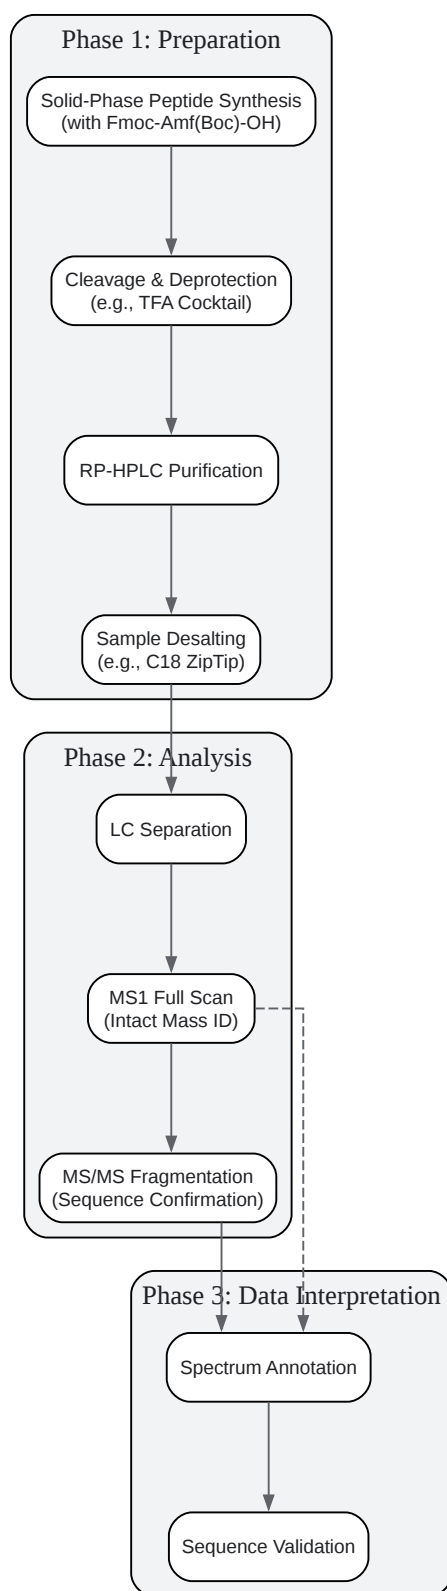 Phase 1: Preparation
Solid-Phase Peptide Synthesis
(with Fmoc-Amf(Boc)-OH)
Cleavage & Deprotection
(e.g., TFA Cocktail)
RP-HPLC Purification
Sample Desalting
(e.g., C18 ZipTip)
Phase 2: Analysis
LC Separation
MS1 Full Scan
(Intact Mass ID)
MS/MS Fragmentation
(Sequence Confirmation)
Phase 3: Data Interpretation
Spectrum Annotation
Sequence Validation